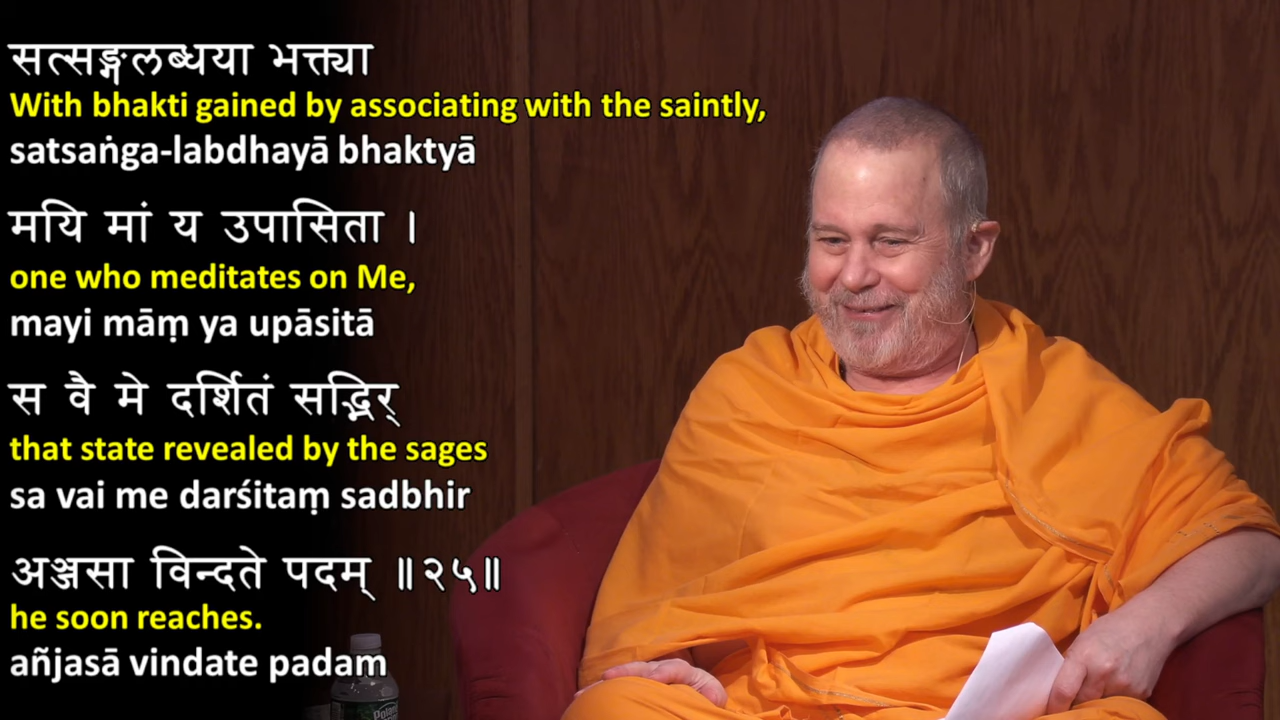 सत्सङ्गलब्धया भक्त्या
With bhakti gained by associating with the saintly,
satsaṅga-labdhayā bhaktyā
मयि मां य उपासिता ।
one who meditates on Me,
mayi māṃ ya upāsitā
स वै मे दर्शितं सद्भिर्
that state revealed by the sages
sa vai me darśitaṃ sadbhir
अञ्जसा विन्दते पदम् ॥२५॥
he soon reaches.
añjasā vindate padam
Poland